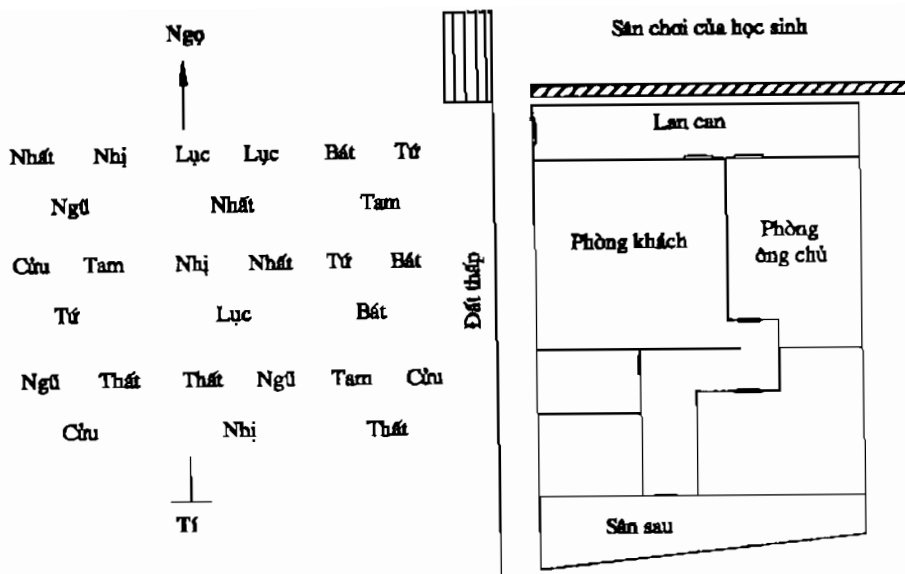 Ngọ
Nhất Nhị Lục Lục Bát Tứ
Ngũ Nhất Tam
Cửu Tam Nhị Nhất Tứ Bát
Tứ Lục Bát
Ngũ Thất Thất Ngũ Tam Cửu
Cửu Nhị Thất
Tí
Đất thấp
Sân chơi của học sinh
Lan can
Phòng khách
Phòng
ông chủ
Sân sau